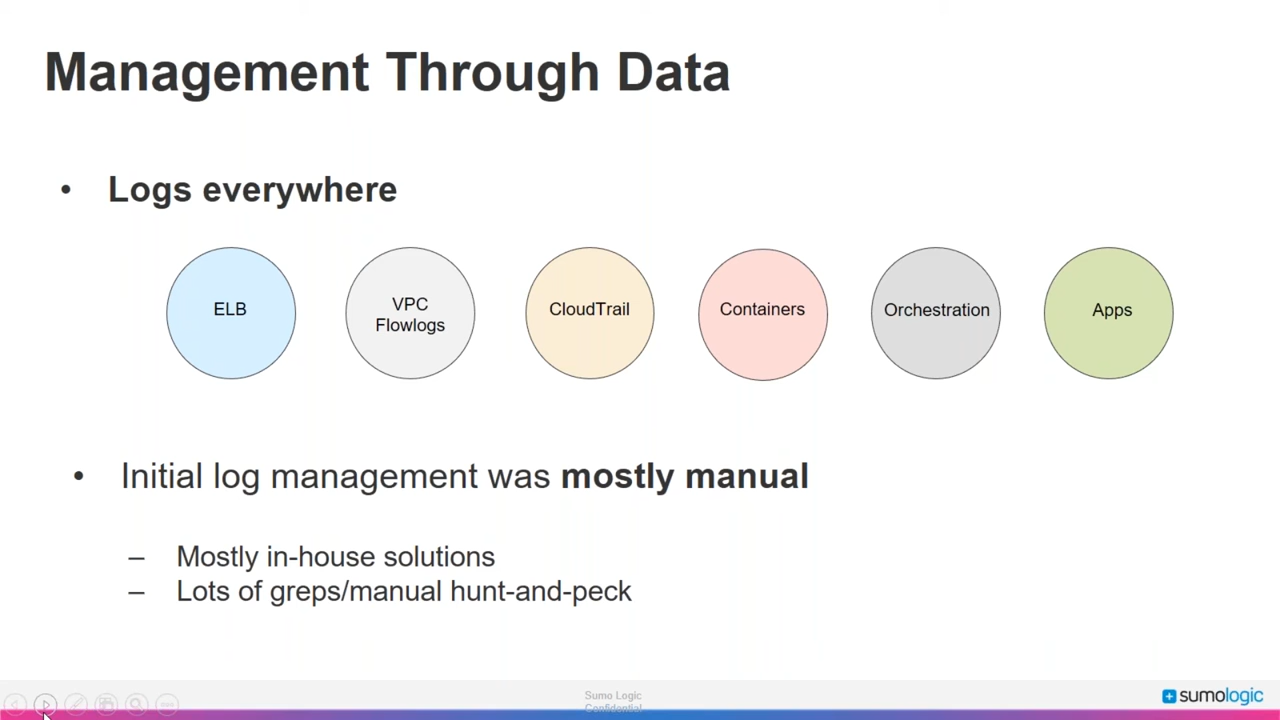 Management Through Data
• Logs everywhere
ELB
VPC
Flowlogs
CloudTrail
Containers
Orchestration
Apps
• Initial log management was mostly manual
– Mostly in-house solutions
– Lots of greps/manual hunt-and-peck
Sumo Logic
Confidential
sumologic